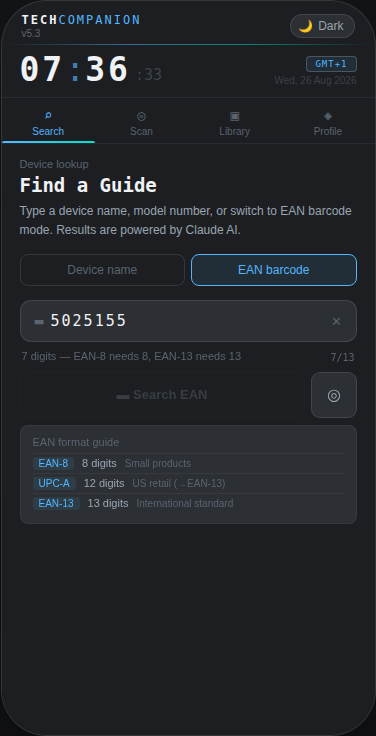 TECHCOMPANION
v5.3
Dark
07:36 :33
GMT+1
Wed, 26 Aug 2026
Search Scan Library Profile
Device lookup
Find a Guide
Type a device name, model number, or switch to EAN barcode
mode. Results are powered by Claude AI.
Device name EAN barcode
5025155 ×
7 digits — EAN-8 needs 8, EAN-13 needs 13 7/13
Search EAN
EAN format guide
EAN-8 8 digits Small products
UPC-A 12 digits US retail (→EAN-13)
EAN-13 13 digits International standard